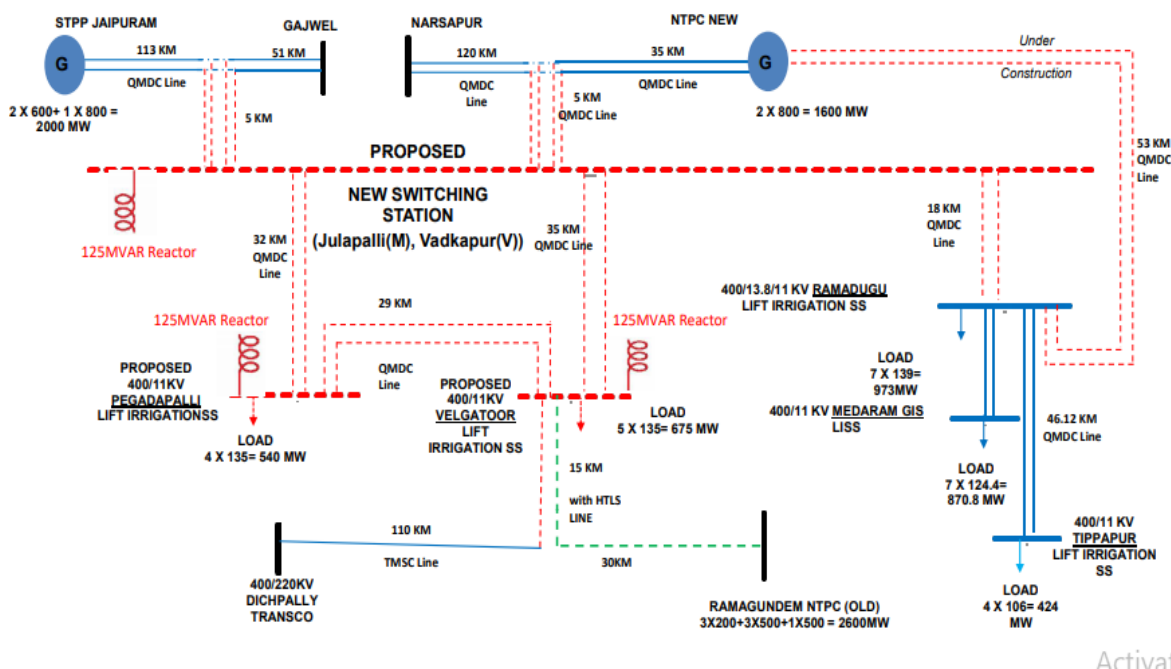 STPP JAIPURAM
GAJWEL
NARSAPUR
NTPC NEW
113 KM
51 KM
120 KM
35 KM
Under
Construction
G
G
QMDC Line
QMDC
Line
QMDC Line
5 KM
QMDC Line
5 KM
2 X 600+ 1 X 800 =
2000 MW
2 X 800 = 1600 MW
53 KM
QMDC
Line
PROPOSED
NEW SWITCHING
STATION
(Julapalli(M), Vadkapur(V))
125MVAR Reactor
32 KM
QMDC
Line
35 KM
QMDC Line
18 KM
QMDC
Line
29 KM
400/13.8/11 KV RAMADUGU
LIFT IRRIGATION SS
125MVAR Reactor
125MVAR Reactor
PROPOSED
400/11KV
PEGADAPALLI
LIFT IRRIGATIONSS
QMDC
Line
PROPOSED
400/11KV
VELGATOOR
LIFT
IRRIGATION SS
LOAD
7 X 139=
973MW
400/11 KV MEDARAM GIS
LISS
46.12 KM
QMDC Line
LOAD
4 X 135= 540 MW
LOAD
5 X 135= 675 MW
LOAD
7 X 124.4=
870.8 MW
15 KM
with HTLS
LINE
110 KM
TMSC Line
30KM
400/11 KV
TIPPAPUR
LIFT IRRIGATION
SS
400/220KV
DICHPALLY
TRANSCO
RAMAGUNDEM NTPC (OLD)
3X200+3X500+1X500 = 2600MW
LOAD
4 X 106= 424
MW
Activat